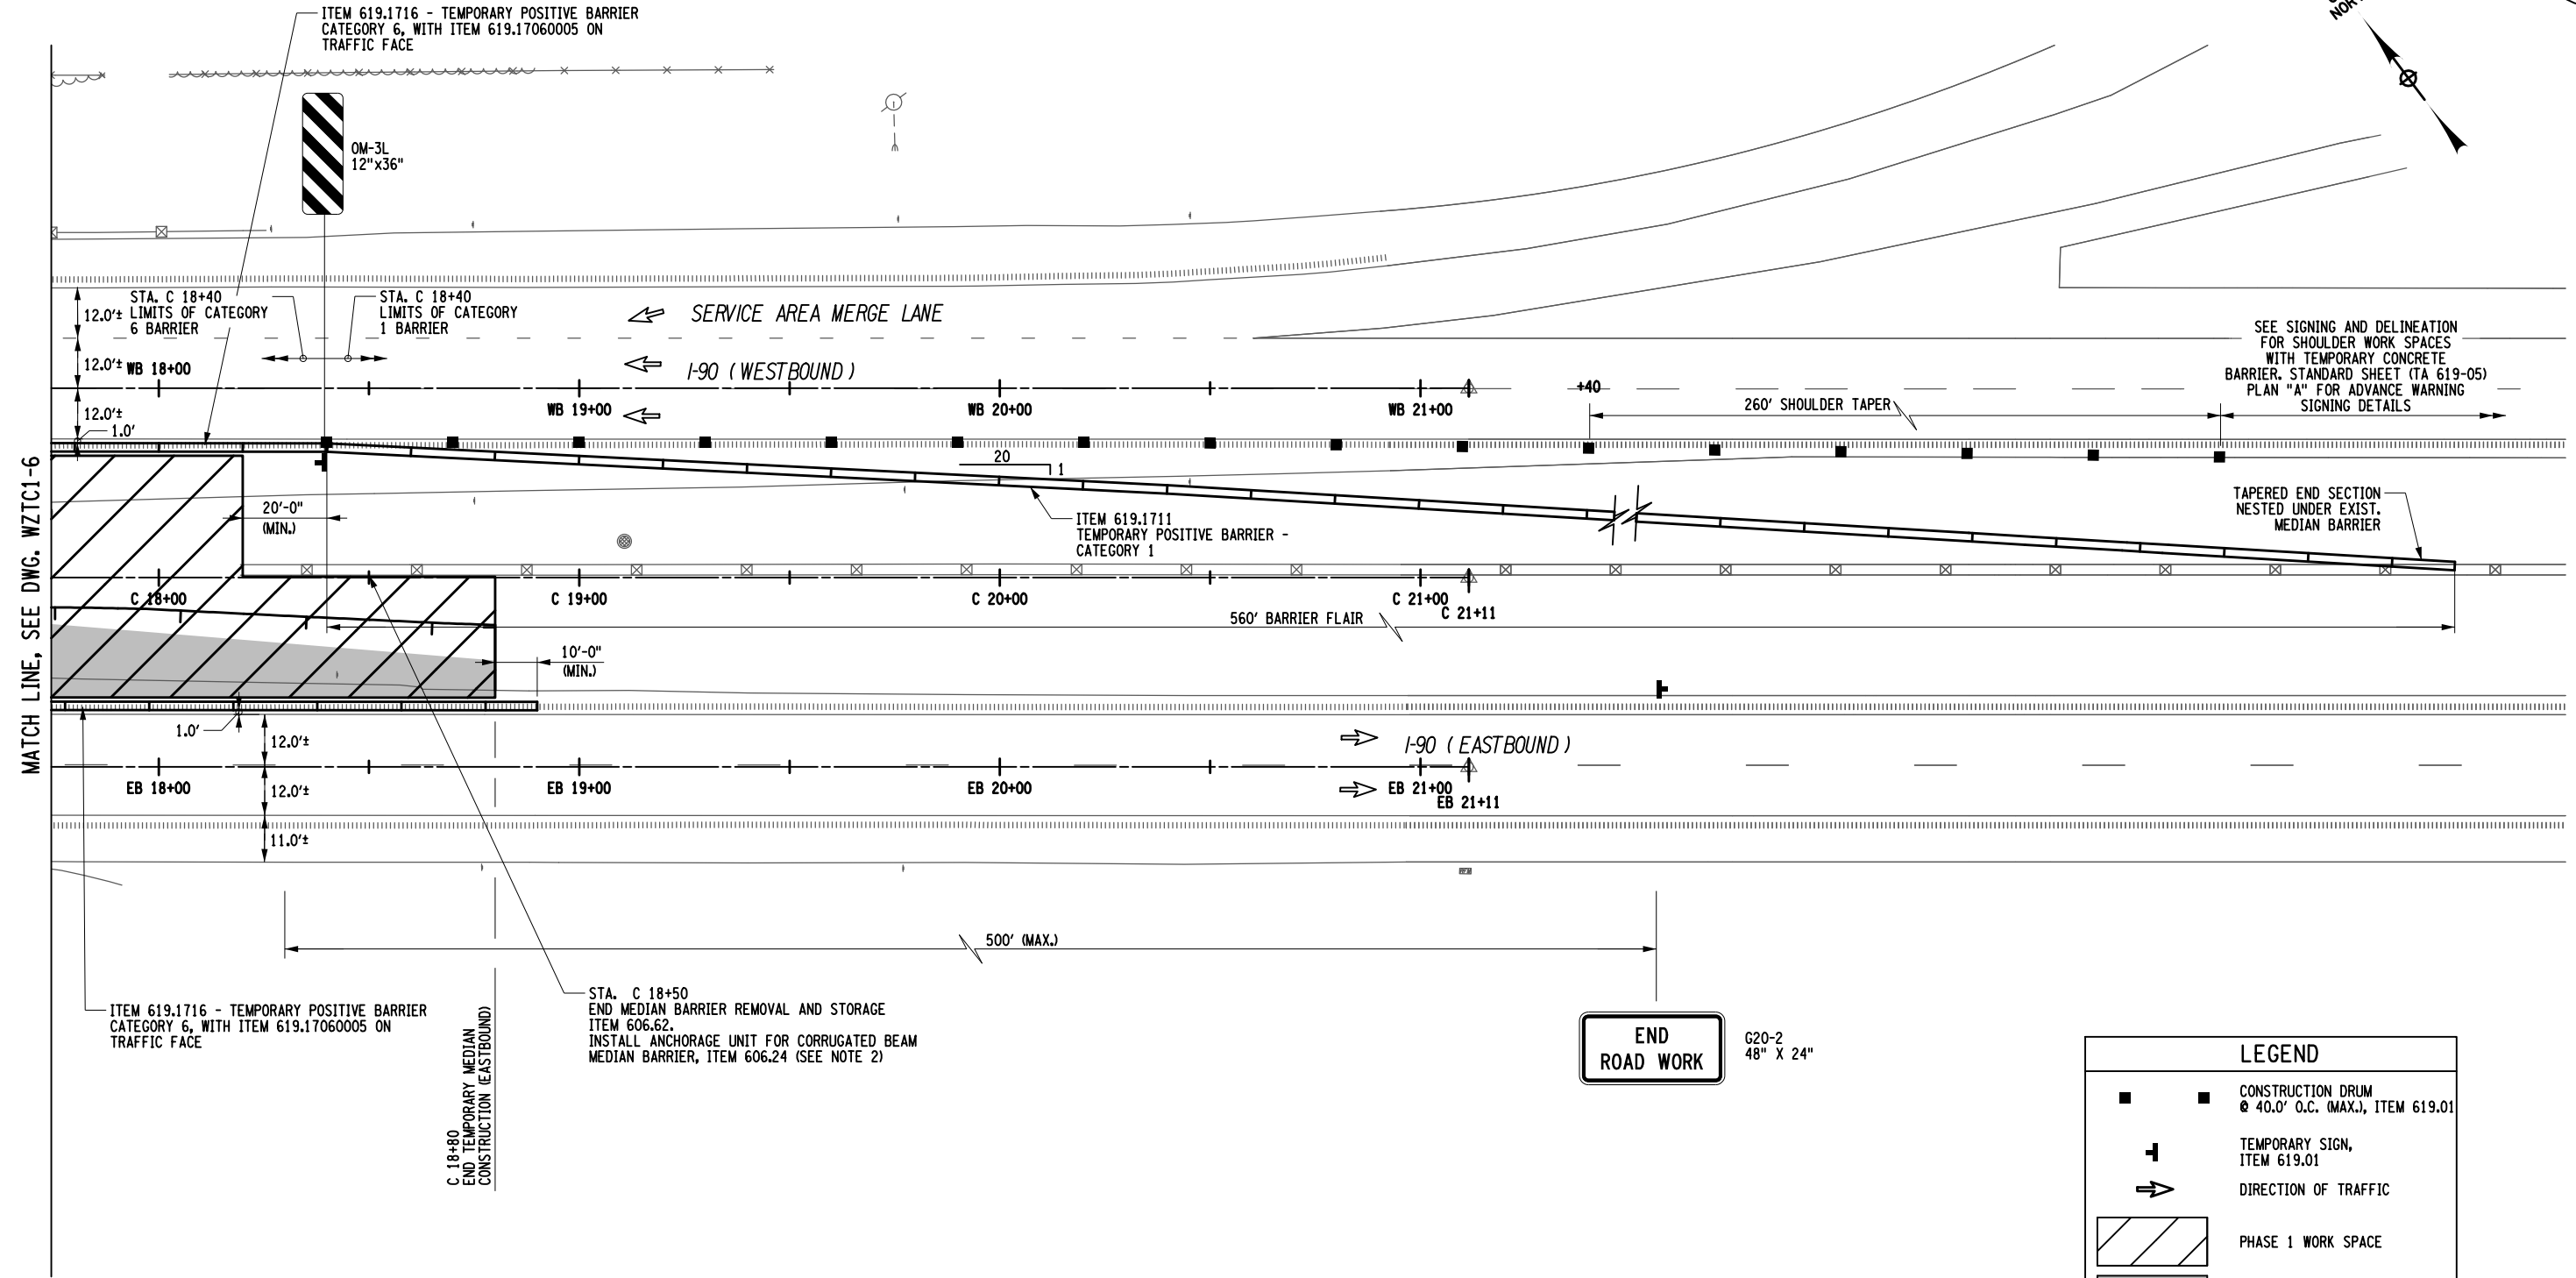 ITEM 619.1716 - TEMPORARY POSITIVE BARRIER
CATEGORY 6, WITH ITEM 619.17060005 ON
TRAFFIC FACE
OM-3L
12"x36"
STA. C 18+40
LIMITS OF CATEGORY
6 BARRIER
STA. C 18+40
LIMITS OF CATEGORY
1 BARRIER
SERVICE AREA MERGE LANE
12.0'±
12.0'±
12.0'±
1.0'
WB 18+00
I-90 (WESTBOUND)
WB 19+00
WB 20+00
WB 21+00
+40
260' SHOULDER TAPER
SEE SIGNING AND DELINEATION
FOR SHOULDER WORK SPACES
WITH TEMPORARY CONCRETE
BARRIER. STANDARD SHEET (TA 619-05)
PLAN "A" FOR ADVANCE WARNING
SIGNING DETAILS
20
1
20'-0"
(MIN.)
ITEM 619.1711
TEMPORARY POSITIVE BARRIER -
CATEGORY 1
TAPERED END SECTION
NESTED UNDER EXIST.
MEDIAN BARRIER
MATCH LINE, SEE DWG. WZTC1-6
C 18+00
C 19+00
C 20+00
C 21+00
C 21+11
560' BARRIER FLAIR
10'-0"
(MIN.)
1.0'
12.0'±
12.0'±
11.0'±
I-90 (EASTBOUND)
EB 18+00
EB 19+00
EB 20+00
EB 21+00
EB 21+11
500' (MAX.)
ITEM 619.1716 - TEMPORARY POSITIVE BARRIER
CATEGORY 6, WITH ITEM 619.17060005 ON
TRAFFIC FACE
C 18+80
END TEMPORARY MEDIAN
CONSTRUCTION (EASTBOUND)
STA. C 18+50
END MEDIAN BARRIER REMOVAL AND STORAGE
ITEM 606.62.
INSTALL ANCHORAGE UNIT FOR CORRUGATED BEAM
MEDIAN BARRIER, ITEM 606.24 (SEE NOTE 2)
END
ROAD WORK
G20-2
48" X 24"
LEGEND
CONSTRUCTION DRUM
@ 40.0' O.C. (MAX.), ITEM 619.01
TEMPORARY SIGN,
ITEM 619.01
DIRECTION OF TRAFFIC
PHASE 1 WORK SPACE